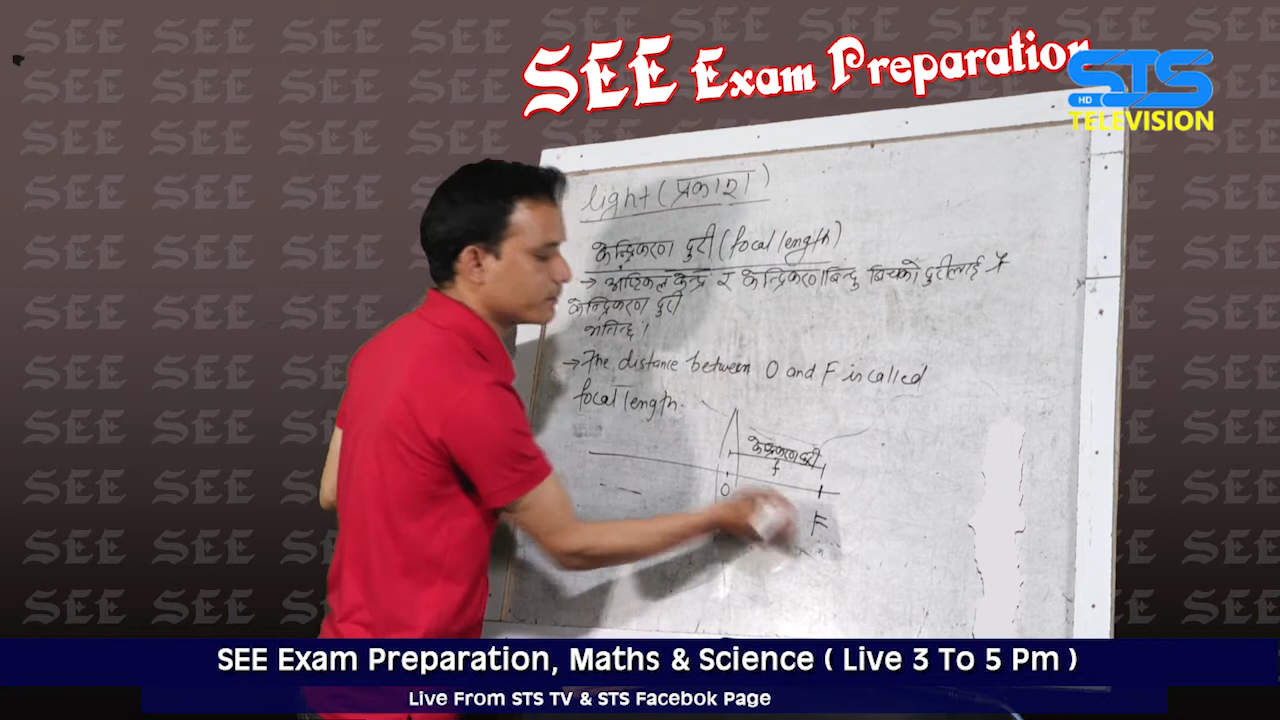 SEE Exam Preparation
STS
HD
TELEVISION
light (प्रकाश)
केन्द्रिकरण दुरी (focal length)
→ अप्टिकल केन्द्र र केन्द्रिकरण बिन्दु बिचको दुरीलाई
केन्द्रिकरण दुरी
भनिन्छ।
→ The distance between O and F is called
focal length.
केन्द्रिकरण दुरी
f
O
F
SEE Exam Preparation, Maths & Science ( Live 3 To 5 Pm )
Live From STS TV & STS Facebok Page